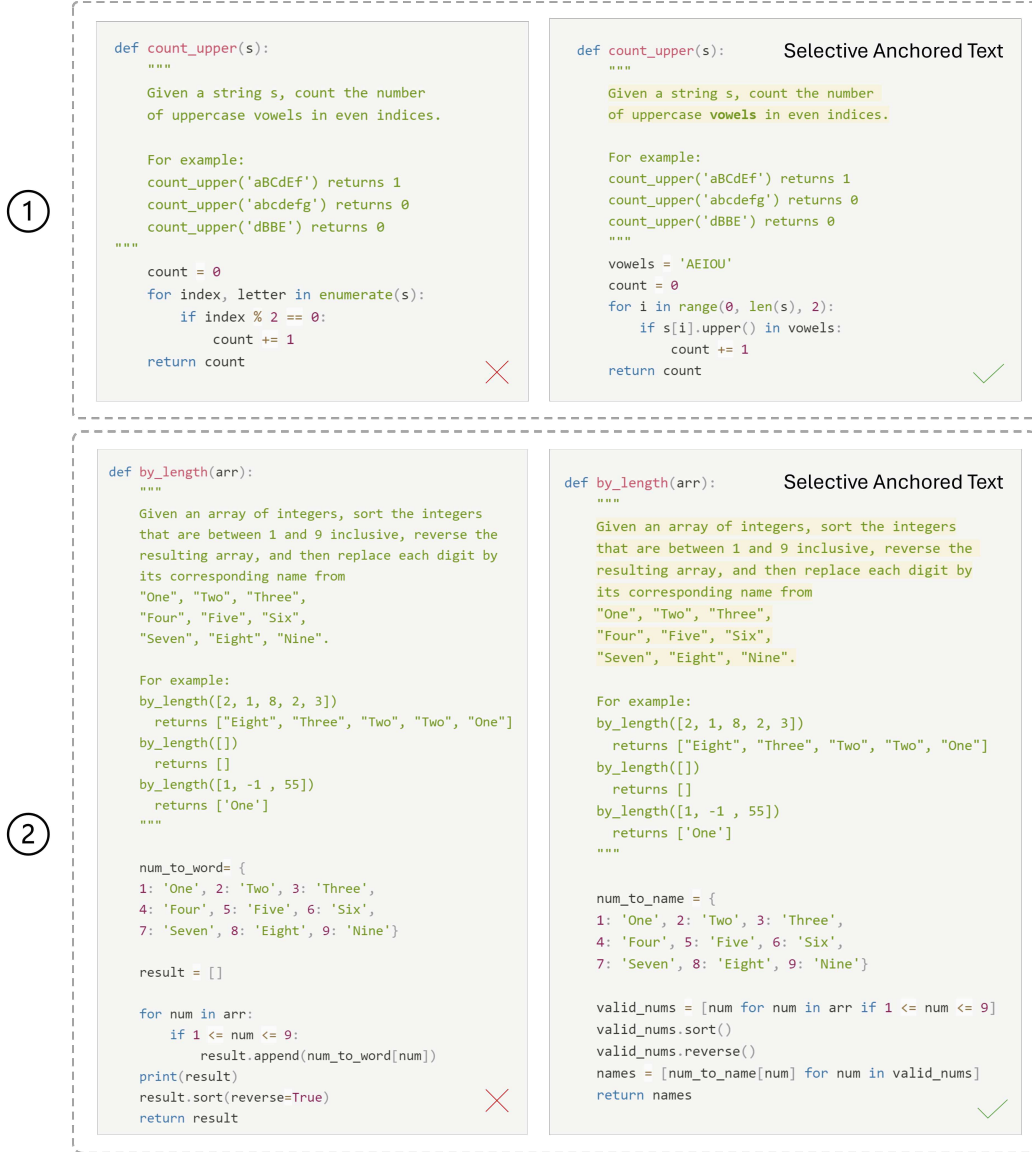 1
def count_upper(s):
    """
    Given a string s, count the number
    of uppercase vowels in even indices.

    For example:
    count_upper('aBCdEf') returns 1
    count_upper('abcdefg') returns 0
    count_upper('dBBE') returns 0
"""
    count = 0
    for index, letter in enumerate(s):
        if index % 2 == 0:
            count += 1
    return count
Selective Anchored Text
def count_upper(s):
    """
    Given a string s, count the number
    of uppercase vowels in even indices.

    For example:
    count_upper('aBCdEf') returns 1
    count_upper('abcdefg') returns 0
    count_upper('dBBE') returns 0
    """
    vowels = 'AEIOU'
    count = 0
    for i in range(0, len(s), 2):
        if s[i].upper() in vowels:
            count += 1
    return count
2
def by_length(arr):
    """
    Given an array of integers, sort the integers
    that are between 1 and 9 inclusive, reverse the
    resulting array, and then replace each digit by
    its corresponding name from
    "One", "Two", "Three",
    "Four", "Five", "Six",
    "Seven", "Eight", "Nine".

    For example:
    by_length([2, 1, 8, 2, 3])
      returns ["Eight", "Three", "Two", "Two", "One"]
    by_length([])
      returns []
    by_length([1, -1 , 55])
      returns ['One']
    """

    num_to_word= {
    1: 'One', 2: 'Two', 3: 'Three',
    4: 'Four', 5: 'Five', 6: 'Six',
    7: 'Seven', 8: 'Eight', 9: 'Nine'}

    result = []

    for num in arr:
        if 1 <= num <= 9:
            result.append(num_to_word[num])
    print(result)
    result.sort(reverse=True)
    return result
Selective Anchored Text
def by_length(arr):
    """
    Given an array of integers, sort the integers
    that are between 1 and 9 inclusive, reverse the
    resulting array, and then replace each digit by
    its corresponding name from
    "One", "Two", "Three",
    "Four", "Five", "Six",
    "Seven", "Eight", "Nine".

    For example:
    by_length([2, 1, 8, 2, 3])
      returns ["Eight", "Three", "Two", "Two", "One"]
    by_length([])
      returns []
    by_length([1, -1 , 55])
      returns ['One']
    """

    num_to_name = {
    1: 'One', 2: 'Two', 3: 'Three',
    4: 'Four', 5: 'Five', 6: 'Six',
    7: 'Seven', 8: 'Eight', 9: 'Nine'}

    valid_nums = [num for num in arr if 1 <= num <= 9]
    valid_nums.sort()
    valid_nums.reverse()
    names = [num_to_name[num] for num in valid_nums]
    return names